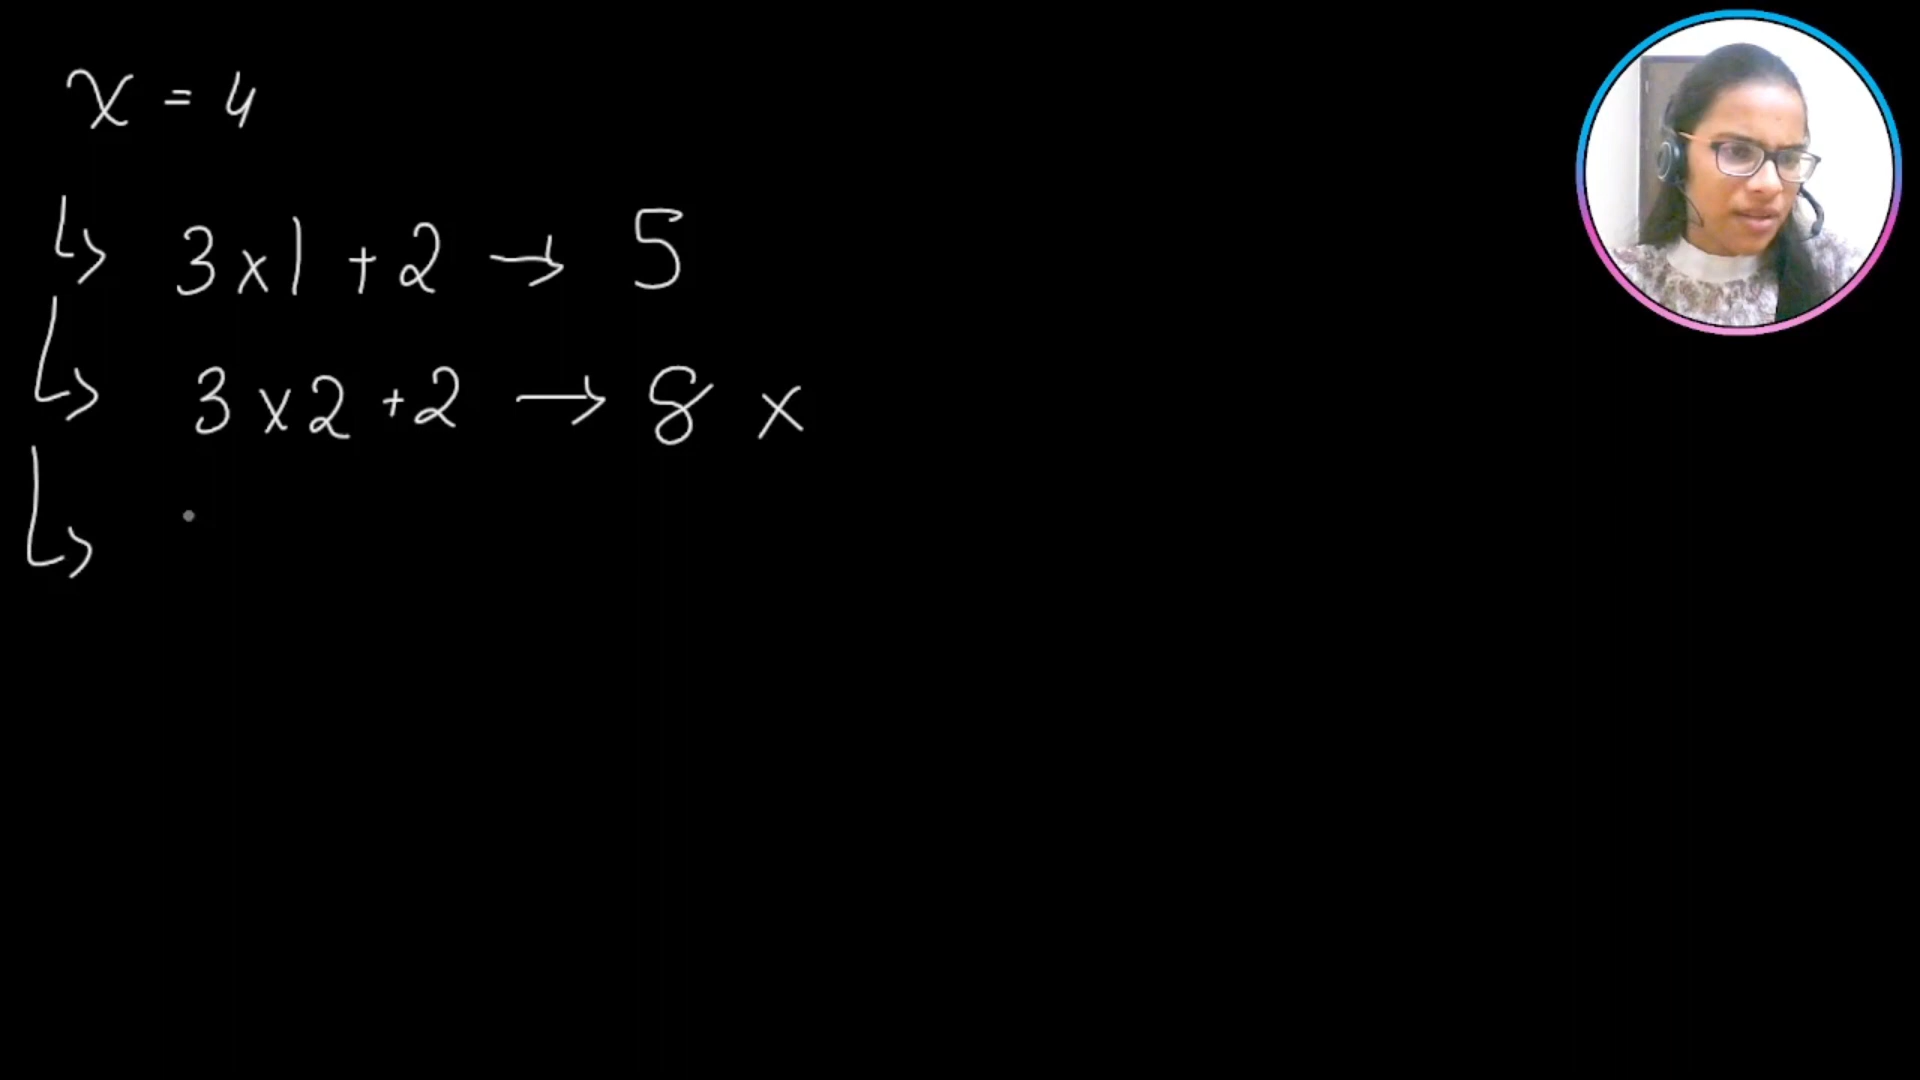 x = 4
↳ 3 x 1 + 2 → 5
↳ 3 x 2 + 2 → 8 x
↳